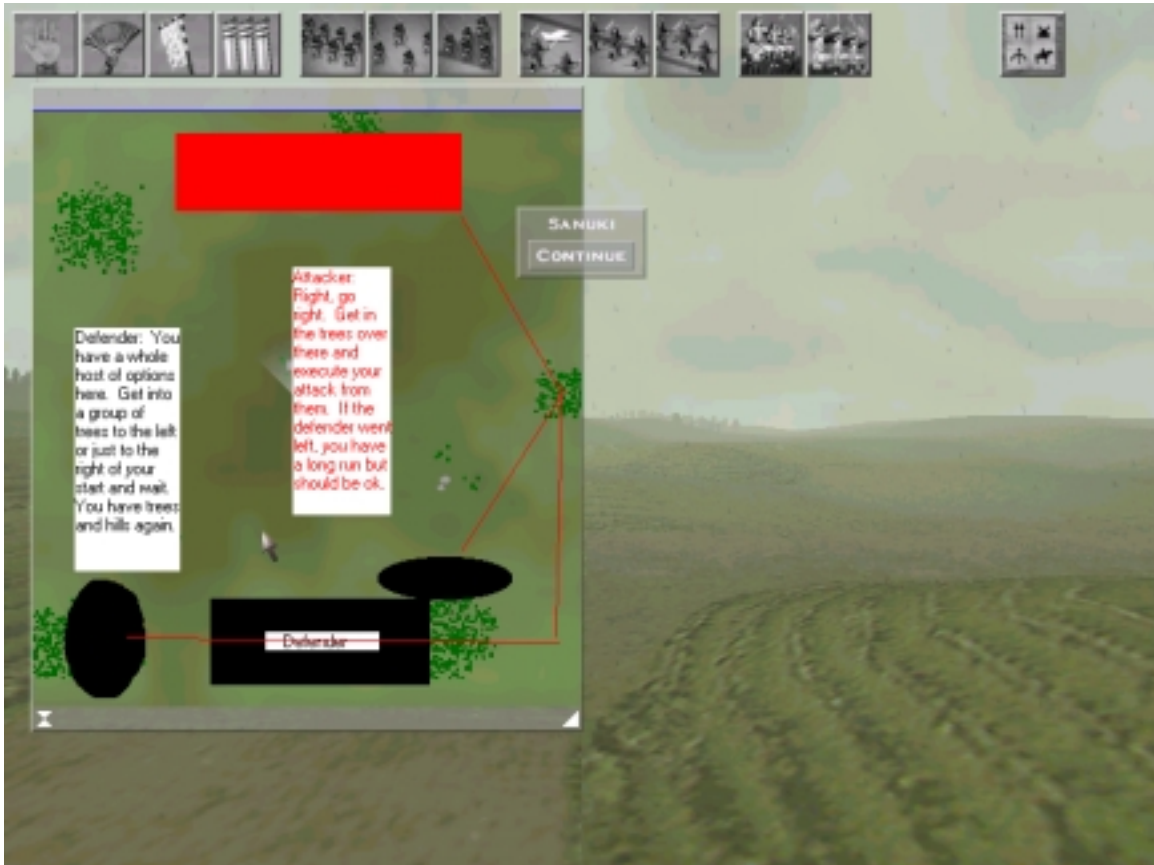 SANUKI
CONTINUE
Attacker:
Right, go
right. Get in
the trees over
there and
execute your
attack from
them. If the
defender went
left, you have
a long run but
should be ok.
Defender: You
have a whole
host of options
here. Get into
a group of
trees to the left
or just to the
right of your
start and wait.
You have trees
and hills again.
Defender